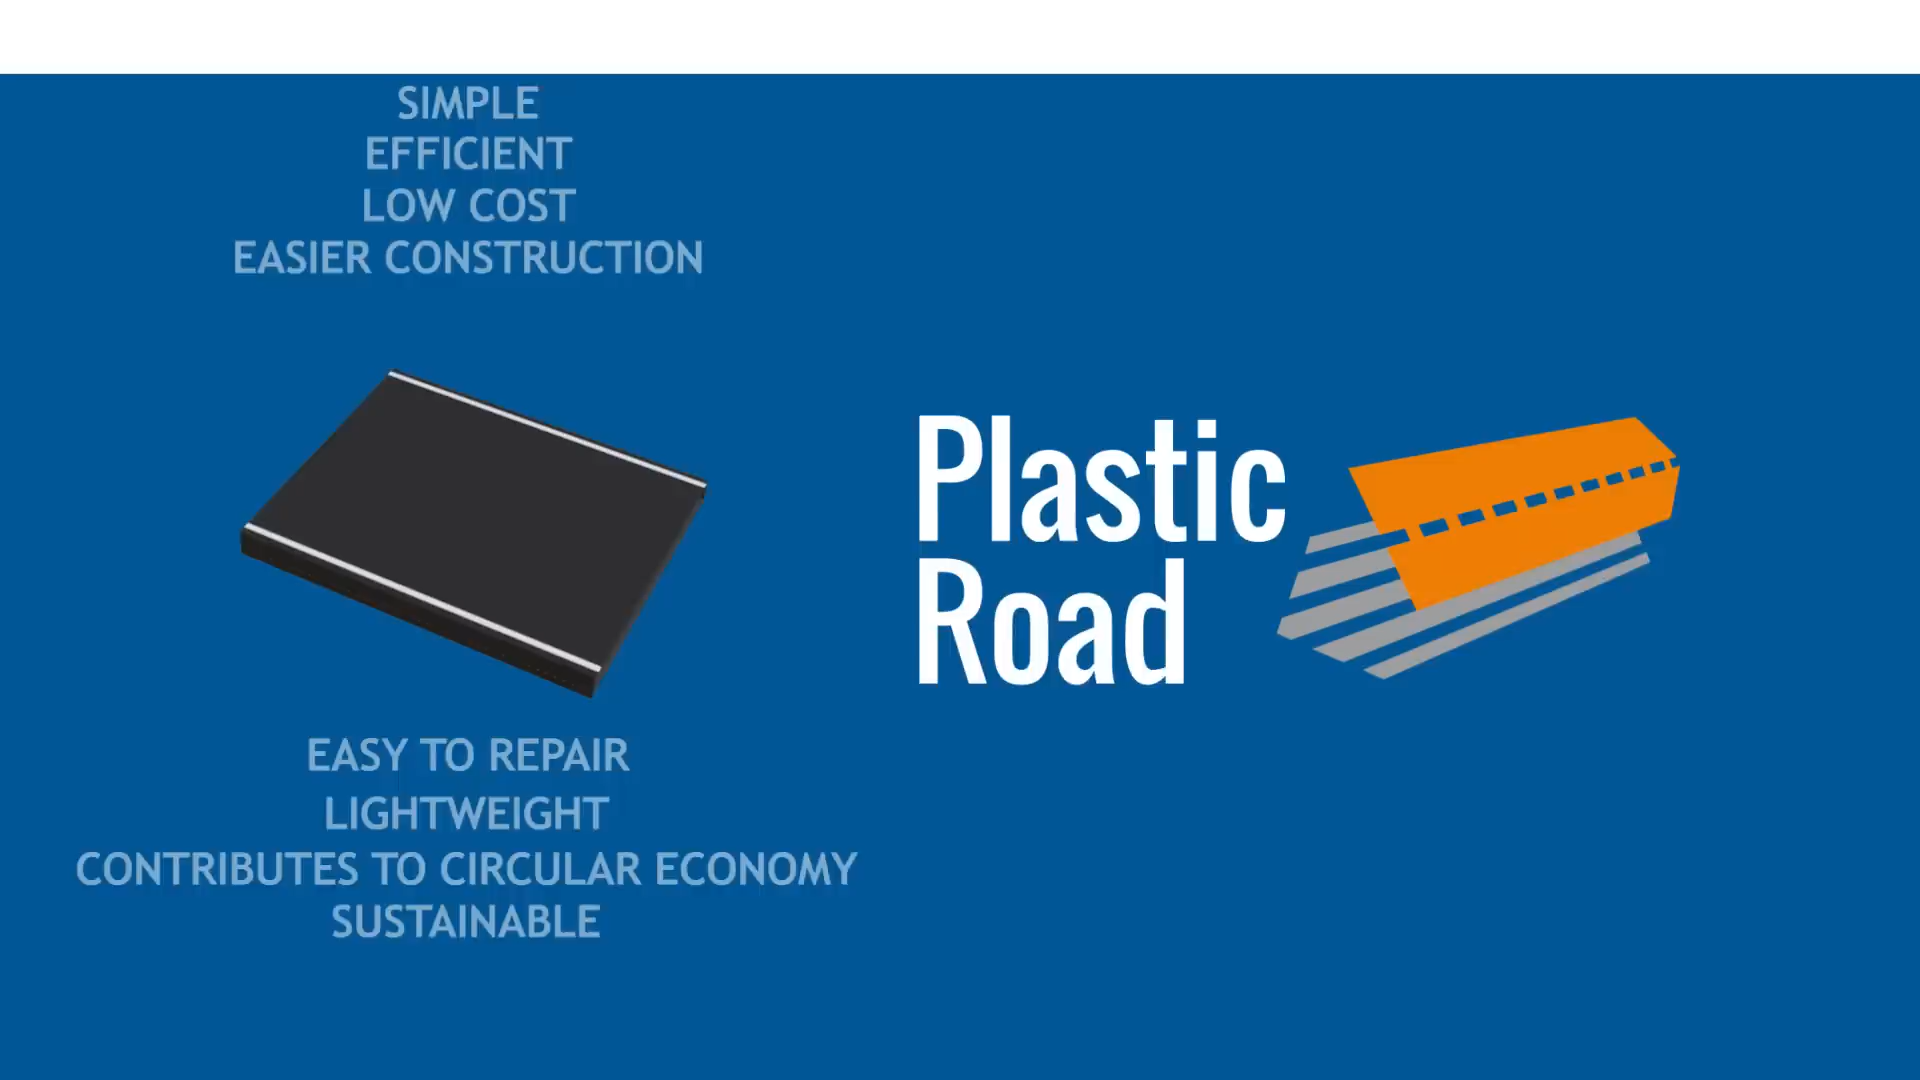 SIMPLE
EFFICIENT
LOW COST
EASIER CONSTRUCTION
Plastic
Road
EASY TO REPAIR
LIGHTWEIGHT
CONTRIBUTES TO CIRCULAR ECONOMY
SUSTAINABLE